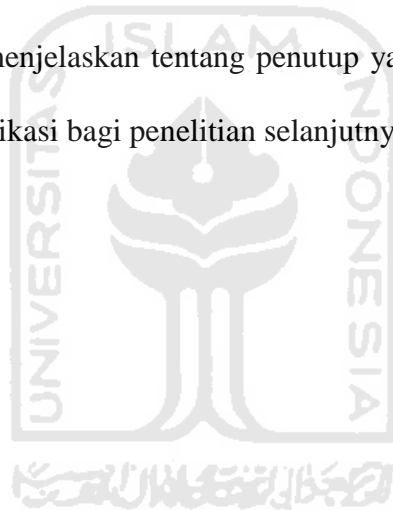 menjelaskan tentang penutup ya
ikasi bagi penelitian selanjutny
UNIVERSITAS
ISLAM
INDONESIA